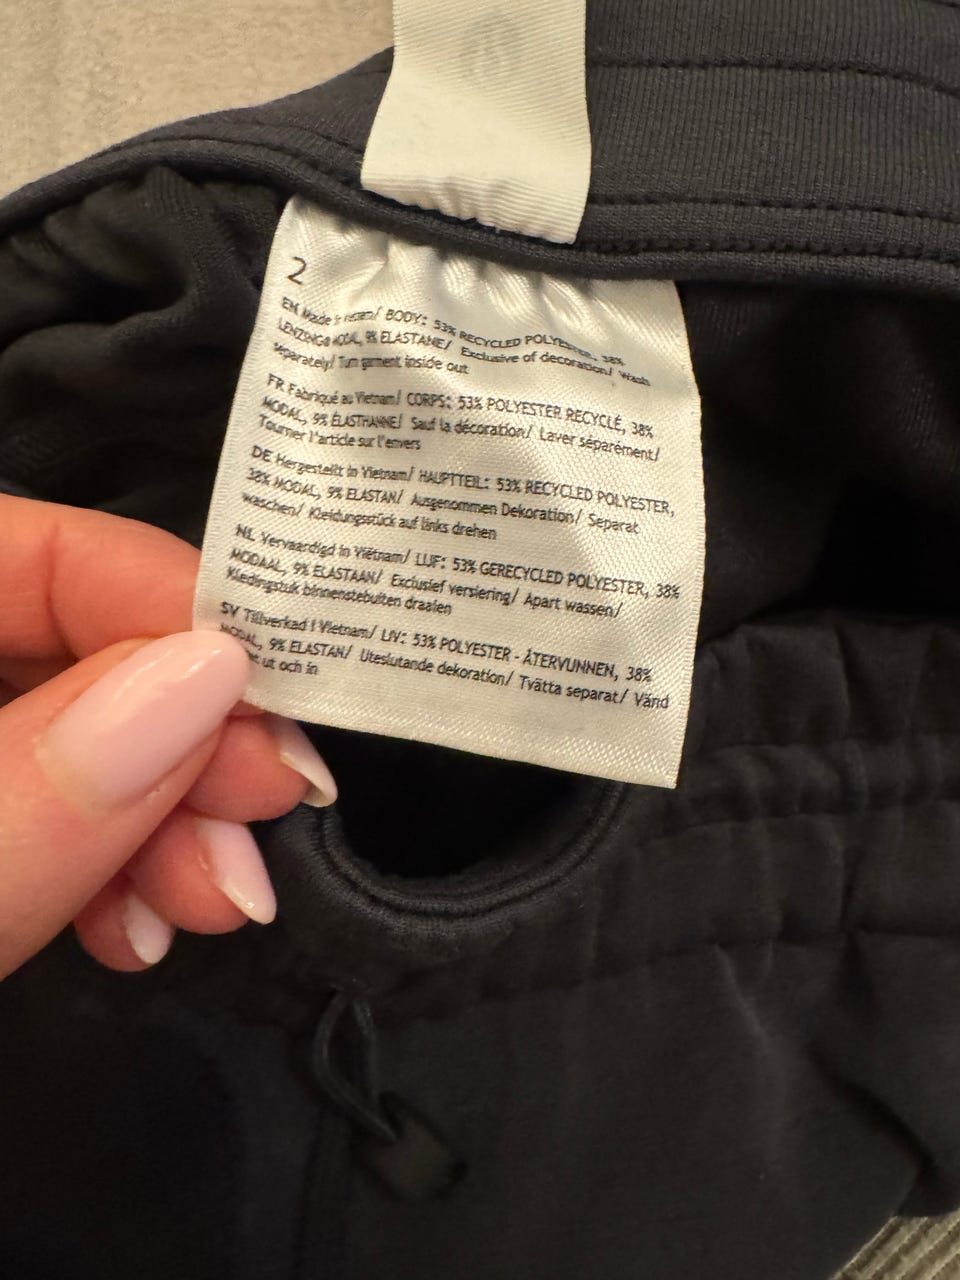 2
EN Made in Vietnam/ BODY: 53% RECYCLED POLYESTER, 38%
LENZING® MODAL, 9% ELASTANE/ Exclusive of decoration/ Wash
separately/ Turn garment inside out
FR Fabriqué au Vietnam/ CORPS: 53% POLYESTER RECYCLÉ, 38%
MODAL, 9% ÉLASTHANNE/ Sauf la décoration/ Laver séparément/
Tourner l'article sur l'envers
DE Hergestellt in Vietnam/ HAUPTTEIL: 53% RECYCLED POLYESTER,
38% MODAL, 9% ELASTAN/ Ausgenommen Dekoration/ Separat
waschen/ Kleidungsstück auf links drehen
NL Vervaardigd in Viëtnam/ LIJF: 53% GERECYCLED POLYESTER, 38%
MODAAL, 9% ELASTAAN/ Exclusief versiering/ Apart wassen/
Kledingstuk binnenstebuiten draaien
SV Tillverkad i Vietnam/ LIV: 53% POLYESTER - ÅTERVUNNEN, 38%
MODAL, 9% ELASTAN/ Uteslutande dekoration/ Tvätta separat/ Vänd
ut och in